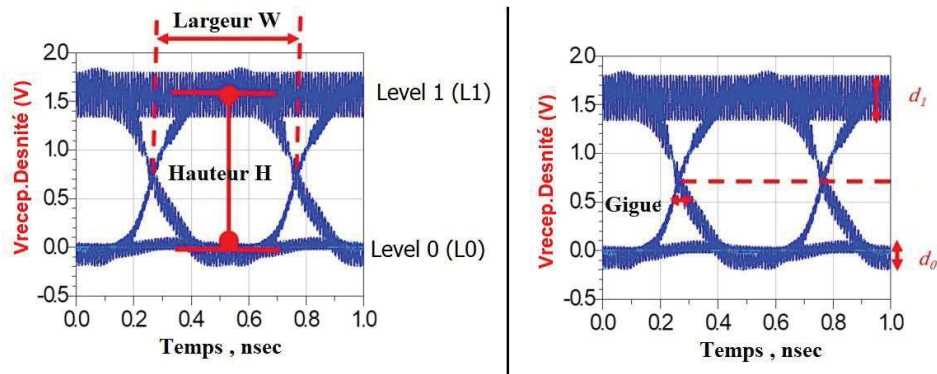 Largeur W
2.0
1.5
1.0
0.5
0.0
-0.5
Vrecep.Desnité (V)
Level 1 (L1)
Hauteur H
Level 0 (L0)
0.0 0.2 0.4 0.6 0.8 1.0
Temps , nsec
2.0
1.5
1.0
0.5
0.0
-0.5
Vrecep.Desnité (V)
d1
Gigue
d0
0.0 0.2 0.4 0.6 0.8 1.0
Temps , nsec